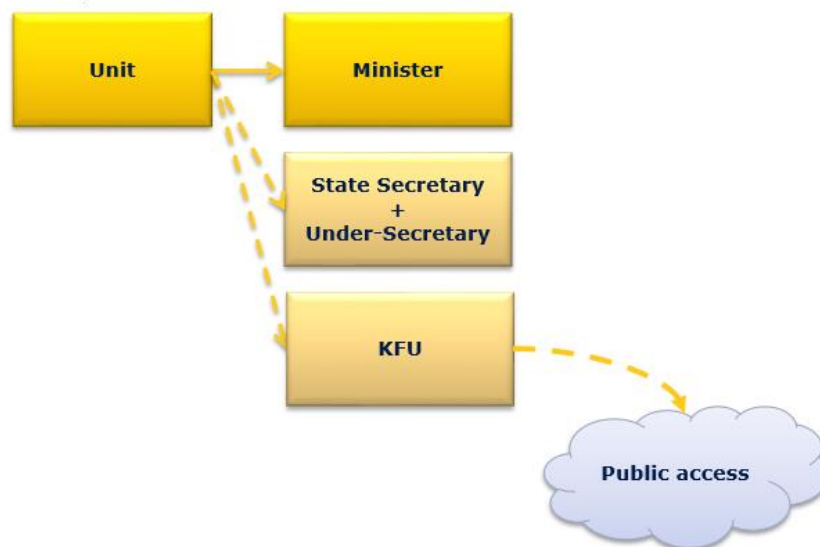 Unit
Minister
State Secretary
+
Under-Secretary
KFU
Public access